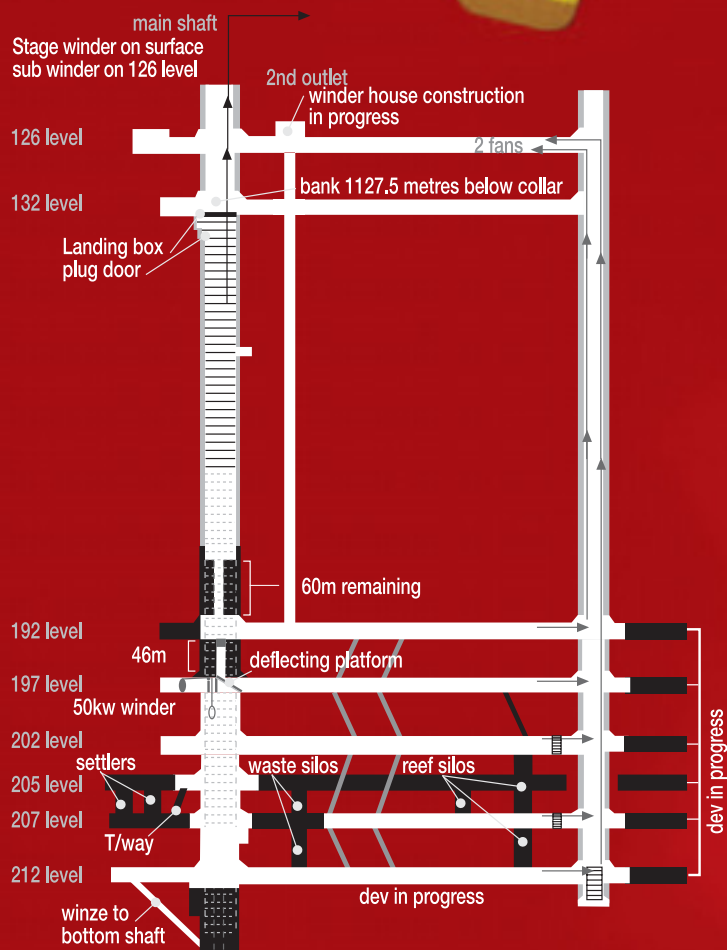 main shaft
Stage winder on surface
sub winder on 126 level
2nd outlet
winder house construction
in progress
126 level
2 fans
bank 1127.5 metres below collar
132 level
Landing box
plug door
60m remaining
192 level
46m
deflecting platform
197 level
50kw winder
202 level
settlers
waste silos
reef silos
205 level
207 level
T/way
dev in progress
212 level
dev in progress
winze to
bottom shaft